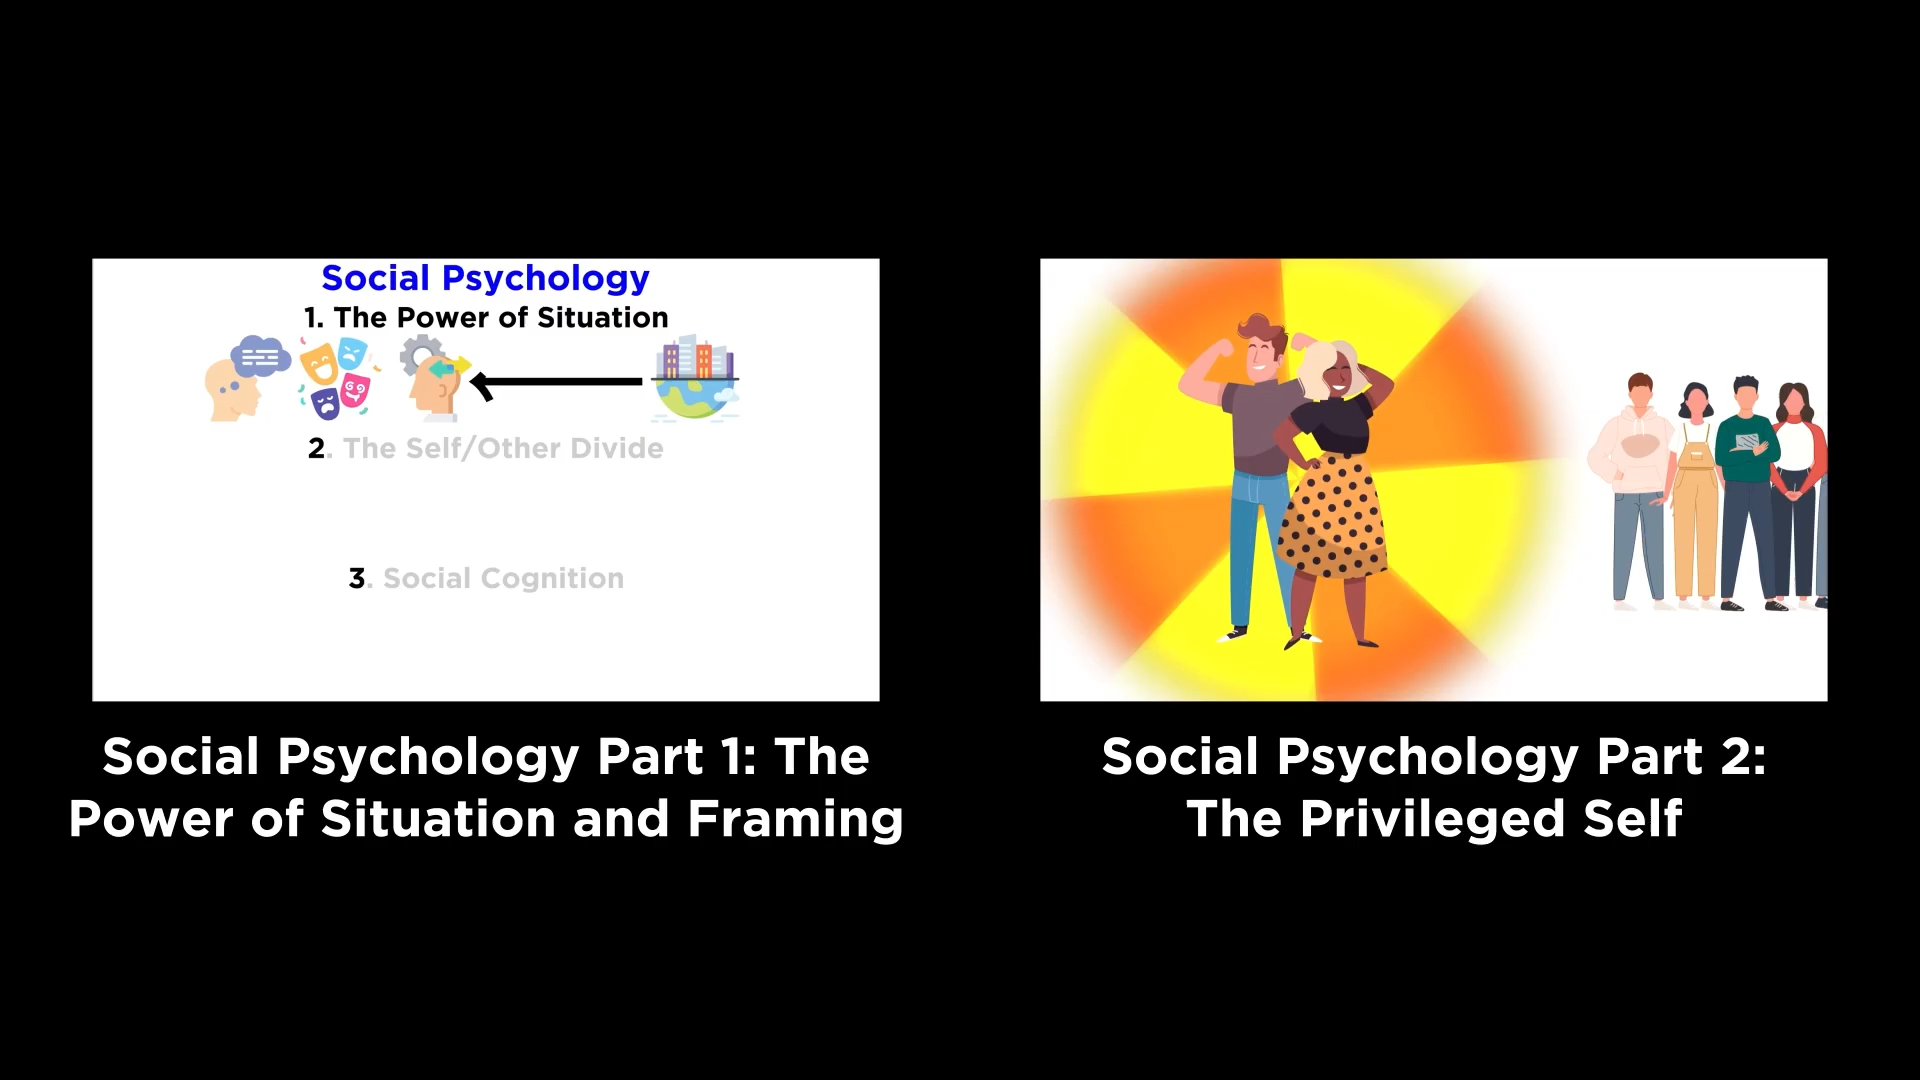 Social Psychology
1. The Power of Situation
2. The Self/Other Divide
3. Social Cognition
Social Psychology Part 1: The
Power of Situation and Framing
Social Psychology Part 2:
The Privileged Self